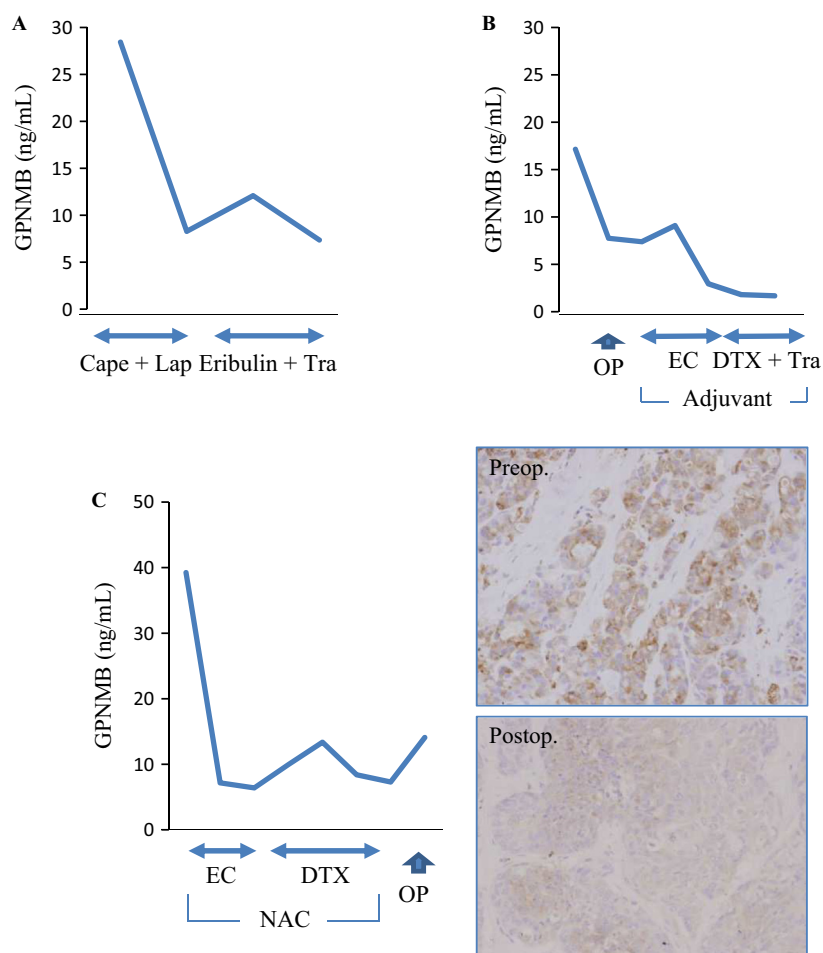 A
GPNMB (ng/mL)
30
25
20
15
10
5
0
Cape + Lap Eribulin + Tra
B
GPNMB (ng/mL)
30
25
20
15
10
5
0
OP
EC DTX + Tra
Adjuvant
C
GPNMB (ng/mL)
50
40
30
20
10
0
EC DTX
OP
NAC
Preop.
Postop.